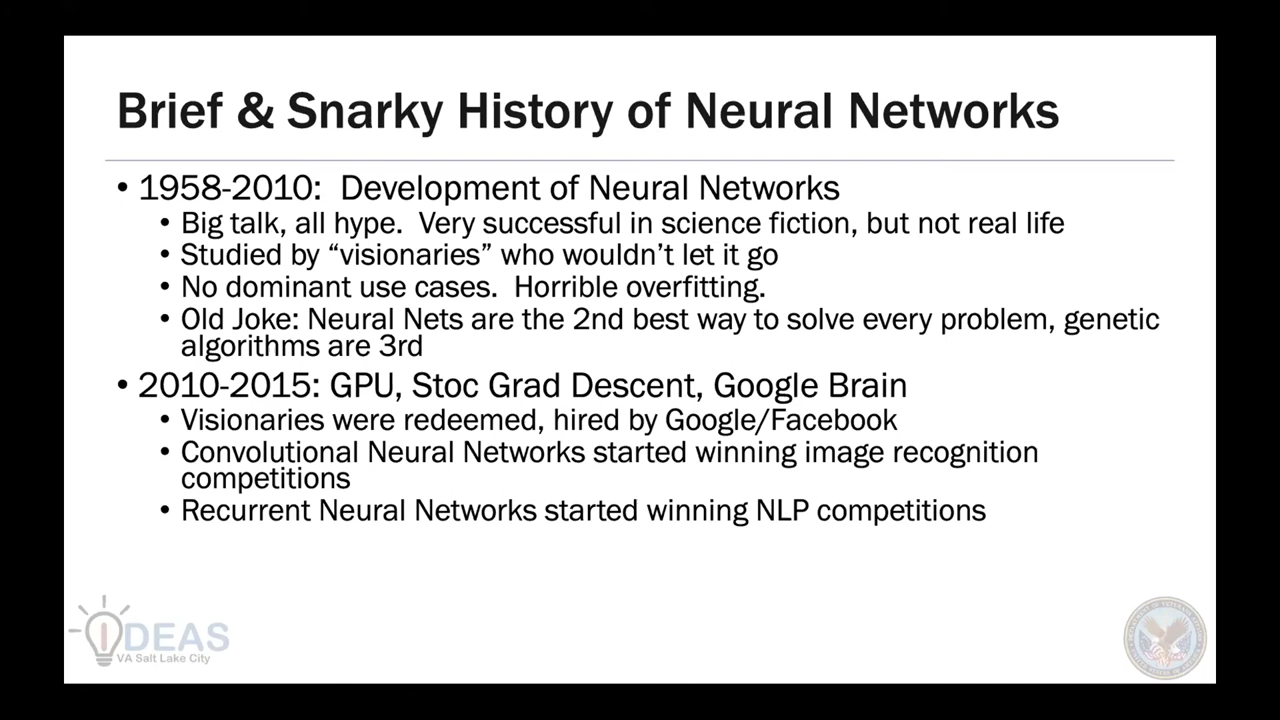 Brief & Snarky History of Neural Networks
• 1958-2010:  Development of Neural Networks
• Big talk, all hype.  Very successful in science fiction, but not real life
• Studied by “visionaries” who wouldn’t let it go
• No dominant use cases.  Horrible overfitting.
• Old Joke: Neural Nets are the 2nd best way to solve every problem, genetic
algorithms are 3rd
• 2010-2015: GPU, Stoc Grad Descent, Google Brain
• Visionaries were redeemed, hired by Google/Facebook
• Convolutional Neural Networks started winning image recognition
competitions
• Recurrent Neural Networks started winning NLP competitions
IDEAS
VA Salt Lake City